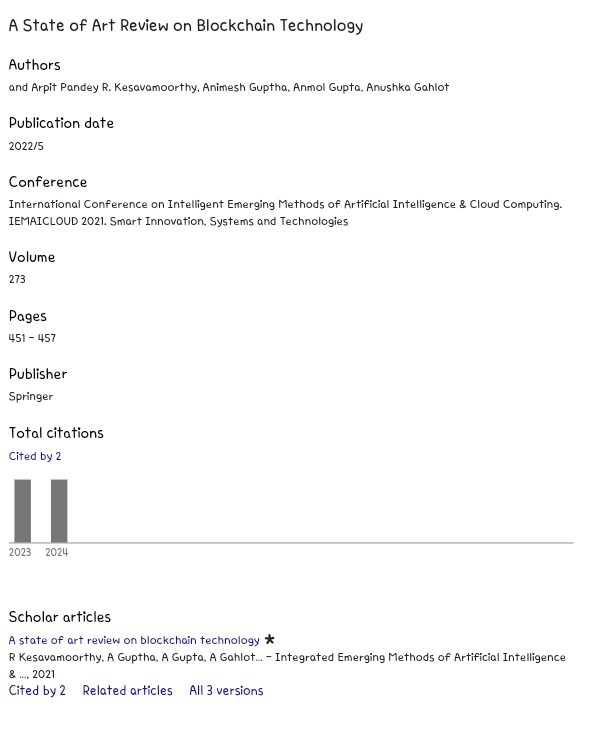 A State of Art Review on Blockchain Technology
Authors
and Arpit Pandey R. Kesavamoorthy, Animesh Guptha, Anmol Gupta, Anushka Gahlot
Publication date
2022/5
Conference
International Conference on Intelligent Emerging Methods of Artificial Intelligence & Cloud Computing.
IEMAICLOUD 2021. Smart Innovation, Systems and Technologies
Volume
273
Pages
451 - 457
Publisher
Springer
Total citations
Cited by 2
2023 2024
Scholar articles
A state of art review on blockchain technology *
R Kesavamoorthy, A Guptha, A Gupta, A Gahlot... - Integrated Emerging Methods of Artificial Intelligence
& ..., 2021
Cited by 2 Related articles All 3 versions